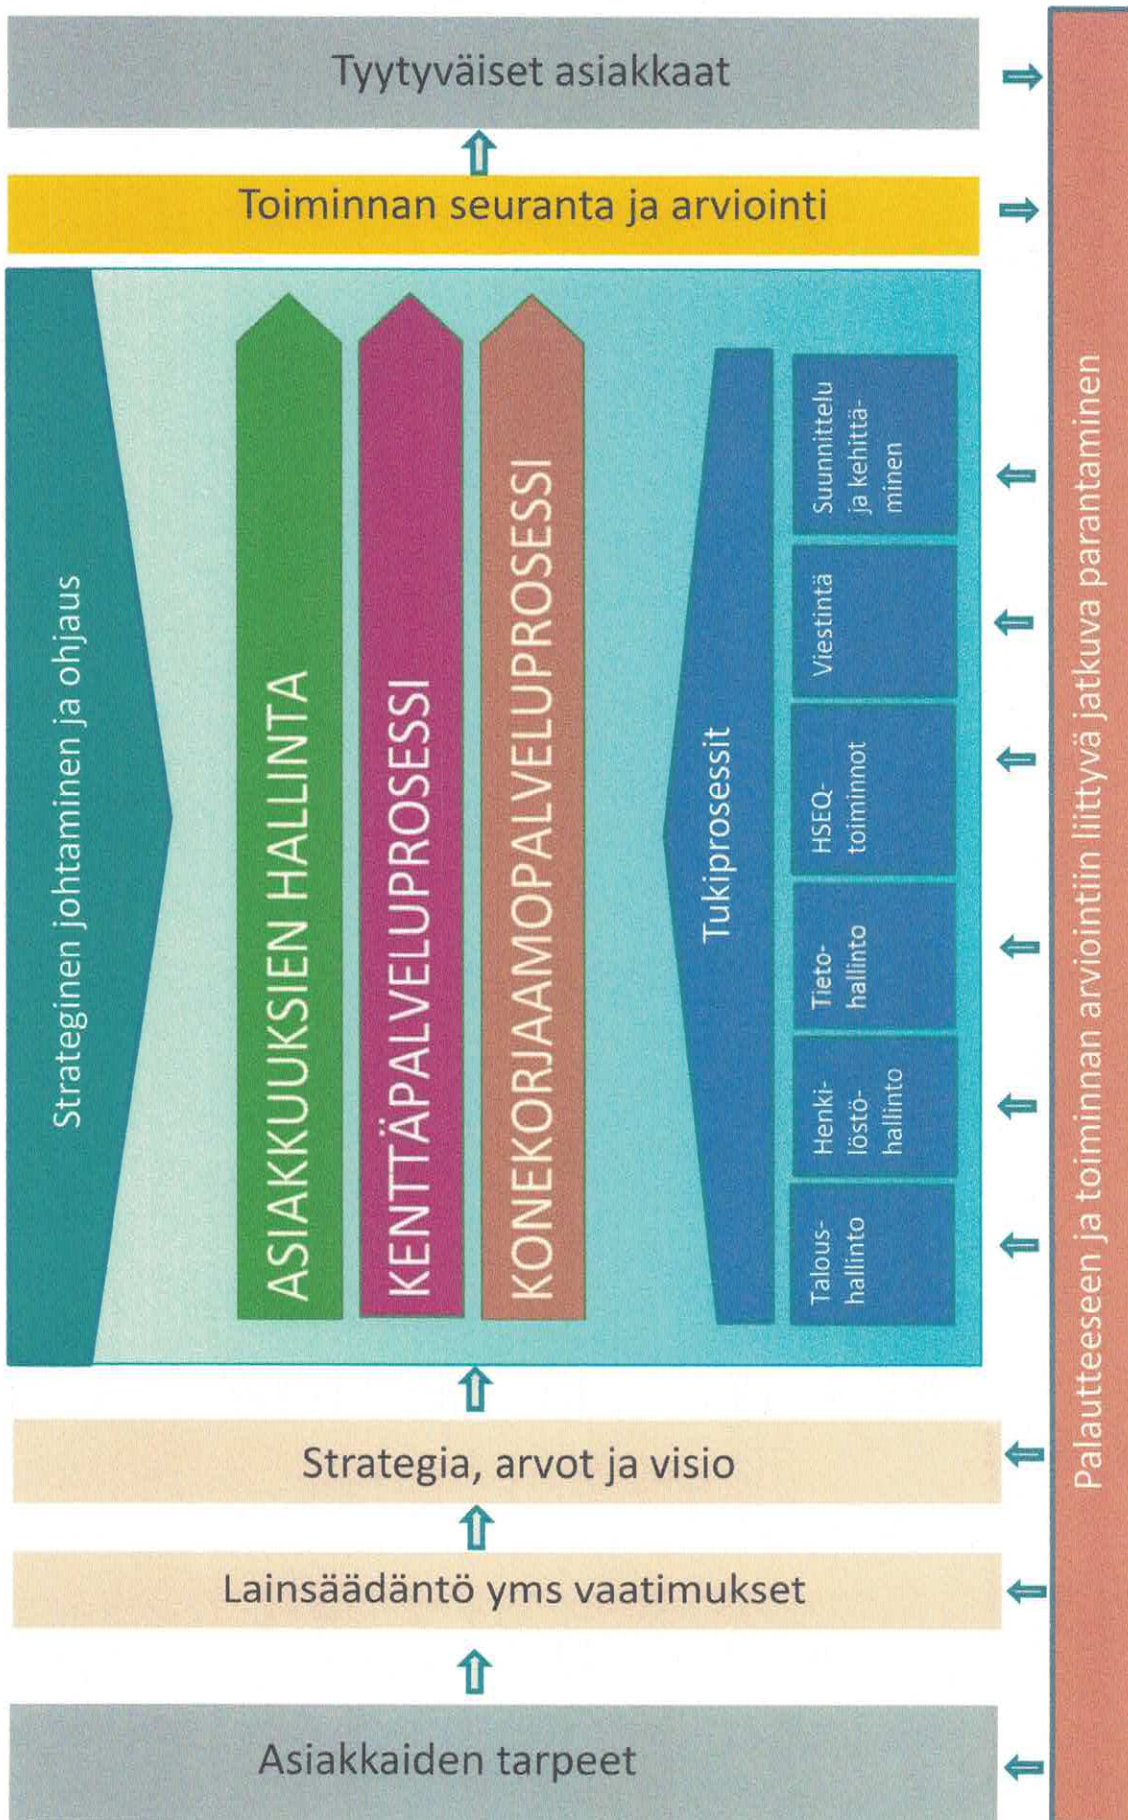 Tyytyväiset asiakkaat
Toiminnan seuranta ja arviointi
Strateginen johtaminen ja ohjaus
ASIAKKUUKSIEN HALLINTA
KENTTÄPALVELUPROSESSI
KONEKORJAAMOPALVELUPROSESSI
Tukiprosessit
Talous-
hallinto
Henki-
löstö-
hallinto
Tieto-
hallinto
HSEQ-
toiminnot
Viestintä
Suunnittelu
ja kehittä-
minen
Strategia, arvot ja visio
Lainsäädäntö yms vaatimukset
Asiakkaiden tarpeet
Palautteeseen ja toiminnan arviointiin liittyvä jatkuva parantaminen